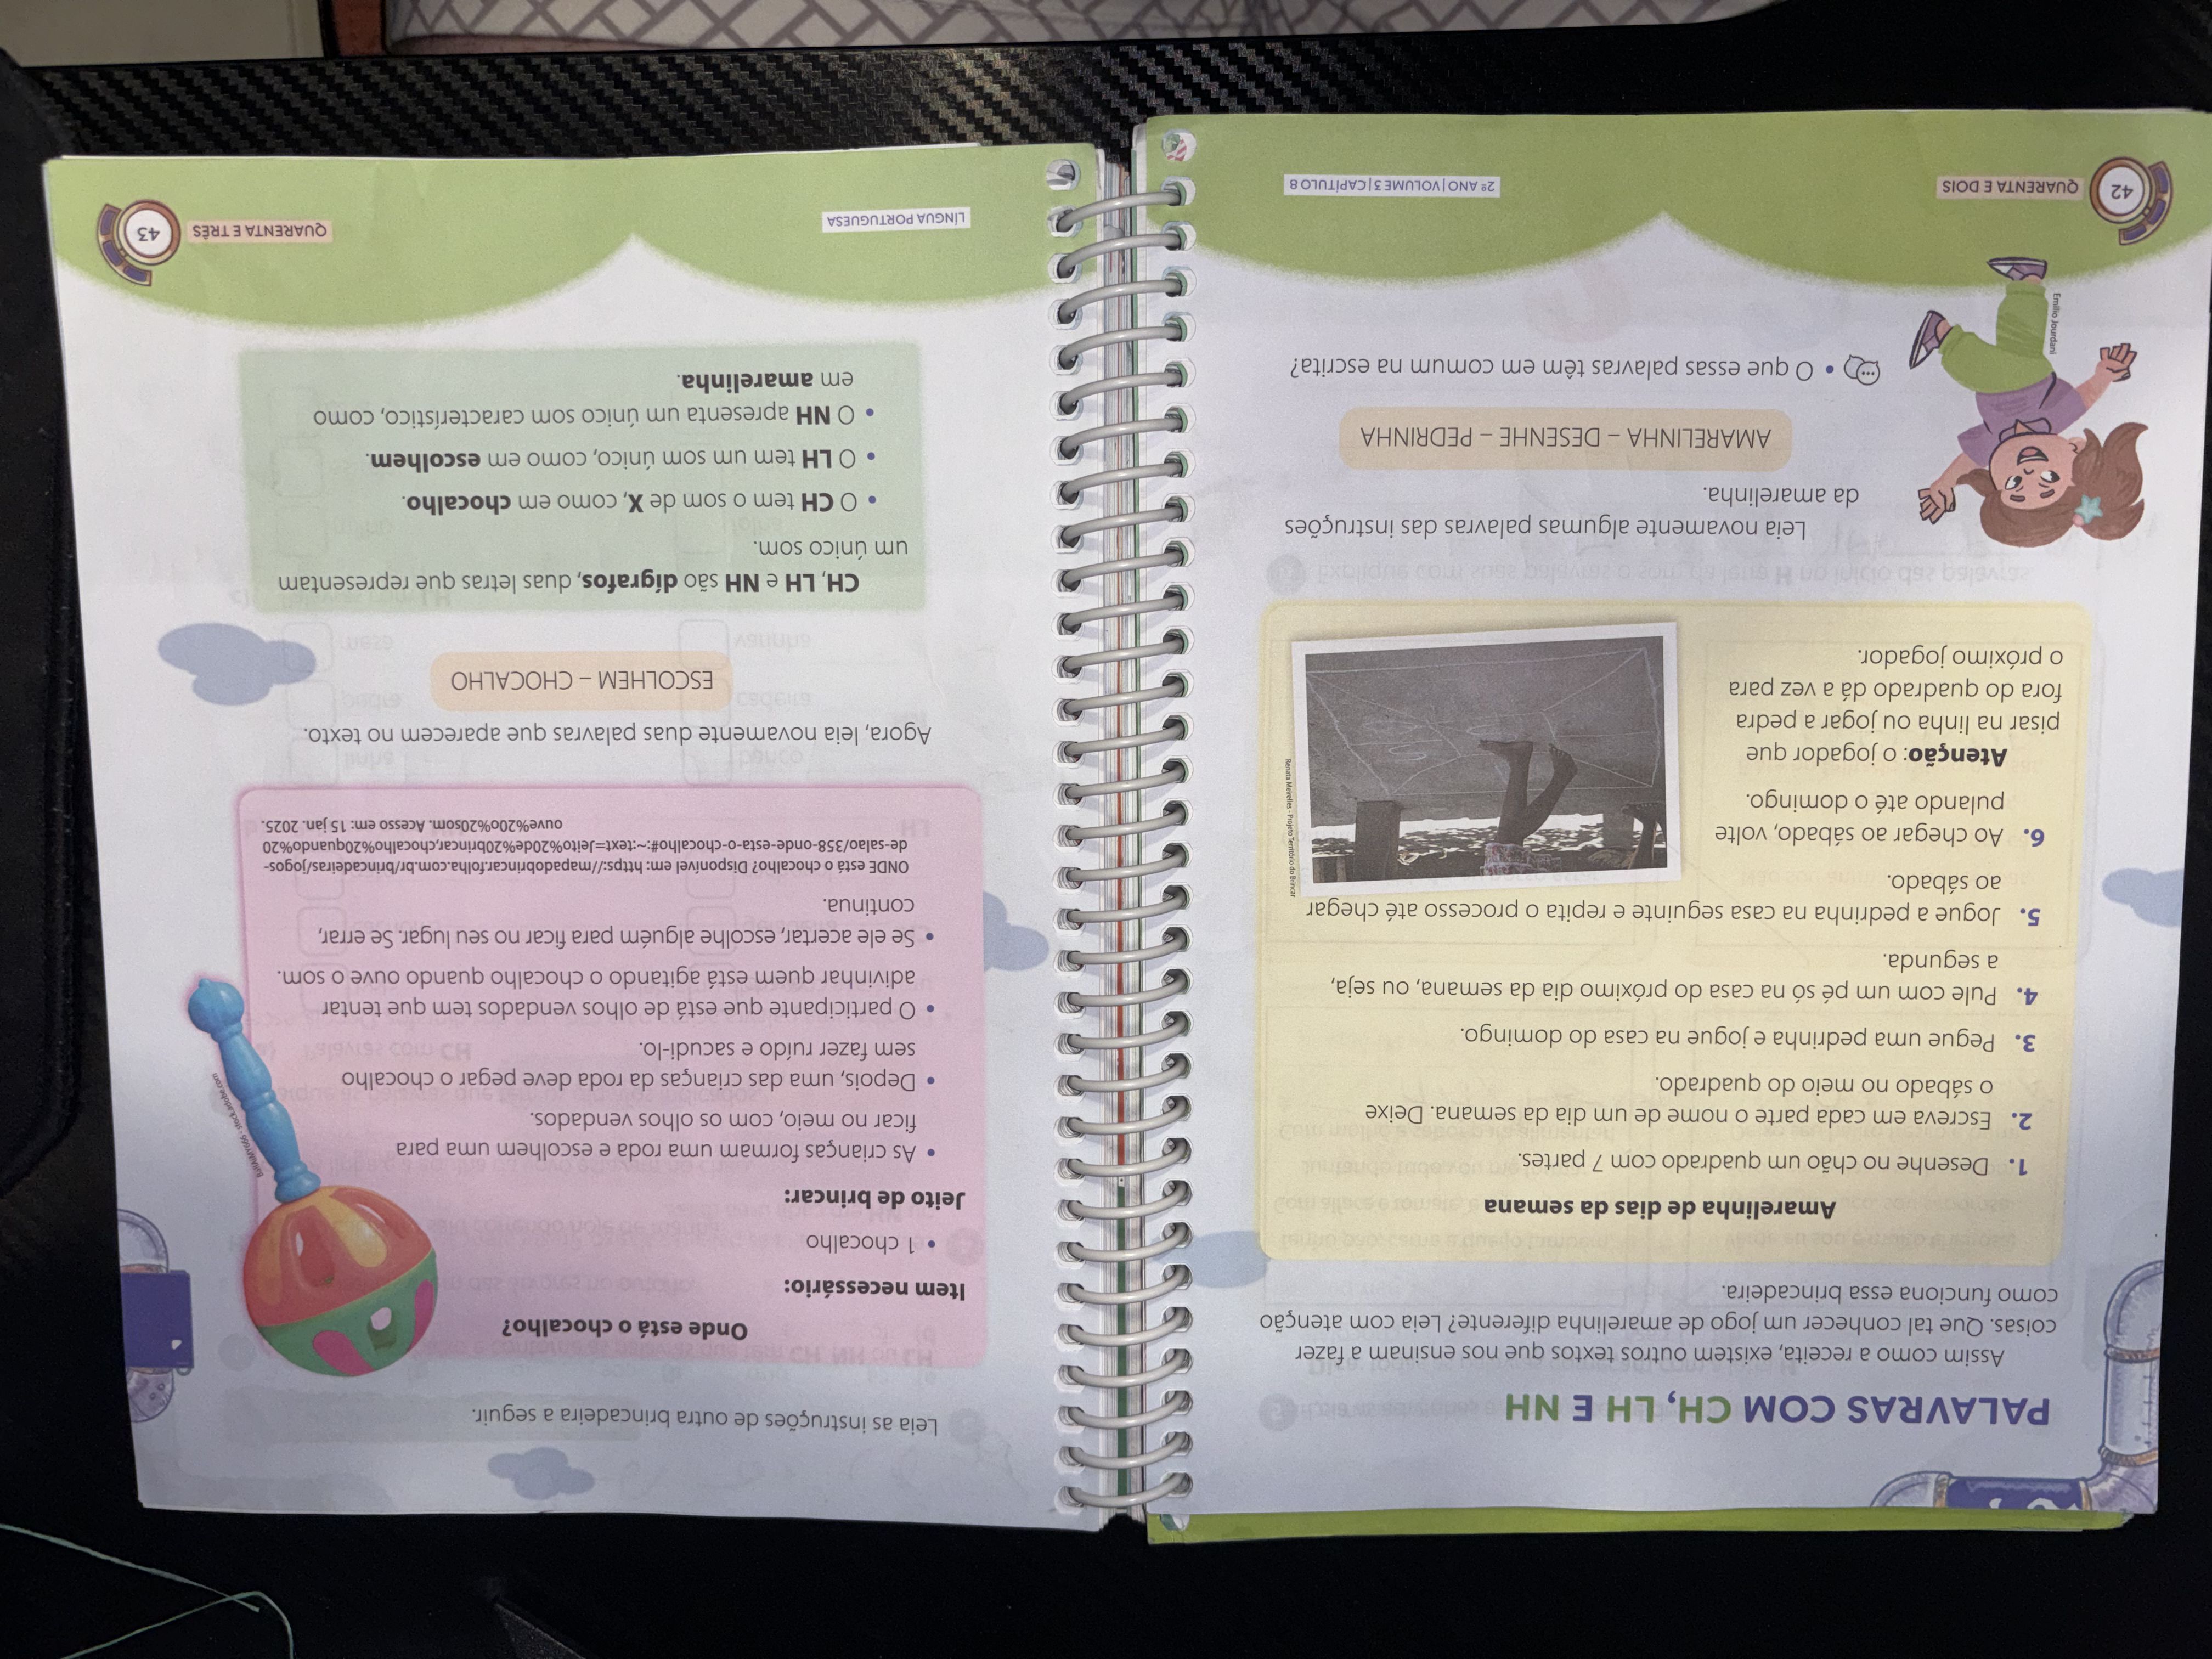 PALAVRAS COM CH, LH E NH
Assim como a receita, existem outros textos que nos ensinam a fazer
coisas. Que tal conhecer um jogo de amarelinha diferente? Leia com atenção
como funciona essa brincadeira.
Amarelinha de dias da semana
1. Desenhe no chão um quadrado com 7 partes.
2. Escreva em cada parte o nome de um dia da semana. Deixe
o sábado no meio do quadrado.
3. Pegue uma pedrinha e jogue na casa do domingo.
4. Pule com um pé só na casa do próximo dia da semana, ou seja,
a segunda.
5. Jogue a pedrinha na casa seguinte e repita o processo até chegar
ao sábado.
6. Ao chegar ao sábado, volte
pulando até o domingo.
Atenção: o jogador que
pisar na linha ou jogar a pedra
fora do quadrado dá a vez para
o próximo jogador.
Renata Meirelles - Projeto Território do Brincar
Leia novamente algumas palavras das instruções
da amarelinha.
AMARELINHA – DESENHE – PEDRINHA
• O que essas palavras têm em comum na escrita?
Emilio Jourdani
42
QUARENTA E DOIS
2º ANO | VOLUME 3 | CAPÍTULO 8
Leia as instruções de outra brincadeira a seguir.
Onde está o chocalho?
Item necessário:
• 1 chocalho
Jeito de brincar:
• As crianças formam uma roda e escolhem uma para
ficar no meio, com os olhos vendados.
• Depois, uma das crianças da roda deve pegar o chocalho
sem fazer ruído e sacudi-lo.
• O participante que está de olhos vendados tem que tentar
adivinhar quem está agitando o chocalho quando ouve o som.
• Se ele acertar, escolhe alguém para ficar no seu lugar. Se errar,
continua.
ONDE está o chocalho? Disponível em: https://mapadobrincar.folha.com.br/brincadeiras/jogos-
de-salao/358-onde-esta-o-chocalho#:~:text=Jeito%20de%20brincar,chocalho%20quando%20
ouve%20o%20som. Acesso em: 15 jan. 2025.
Agora, leia novamente duas palavras que aparecem no texto.
ESCOLHEM – CHOCALHO
CH, LH e NH são dígrafos, duas letras que representam
um único som.
• O CH tem o som de X, como em chocalho.
• O LH tem um som único, como em escolhem.
• O NH apresenta um único som característico, como
em amarelinha.
LÍNGUA PORTUGUESA
QUARENTA E TRÊS
43